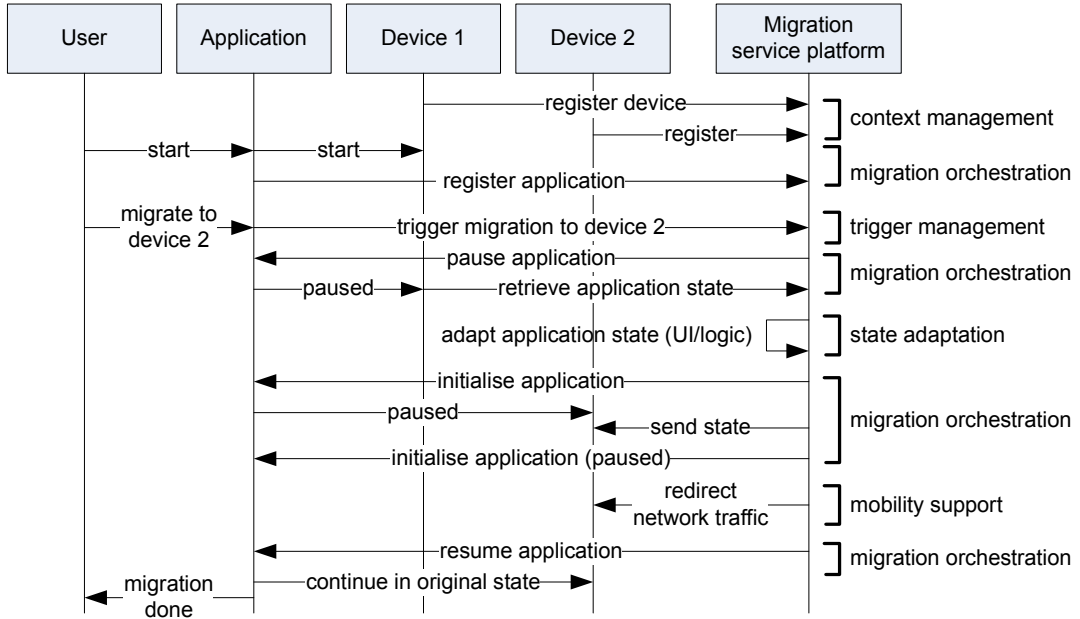 User
Application
Device 1
Device 2
Migration
service platform
register device
context management
register
start
start
migration orchestration
register application
migrate to
device 2
trigger migration to device 2
trigger management
pause application
migration orchestration
paused
retrieve application state
adapt application state (UI/logic)
state adaptation
initialise application
paused
migration orchestration
send state
initialise application (paused)
redirect
network traffic
mobility support
resume application
migration orchestration
continue in original state
migration
done